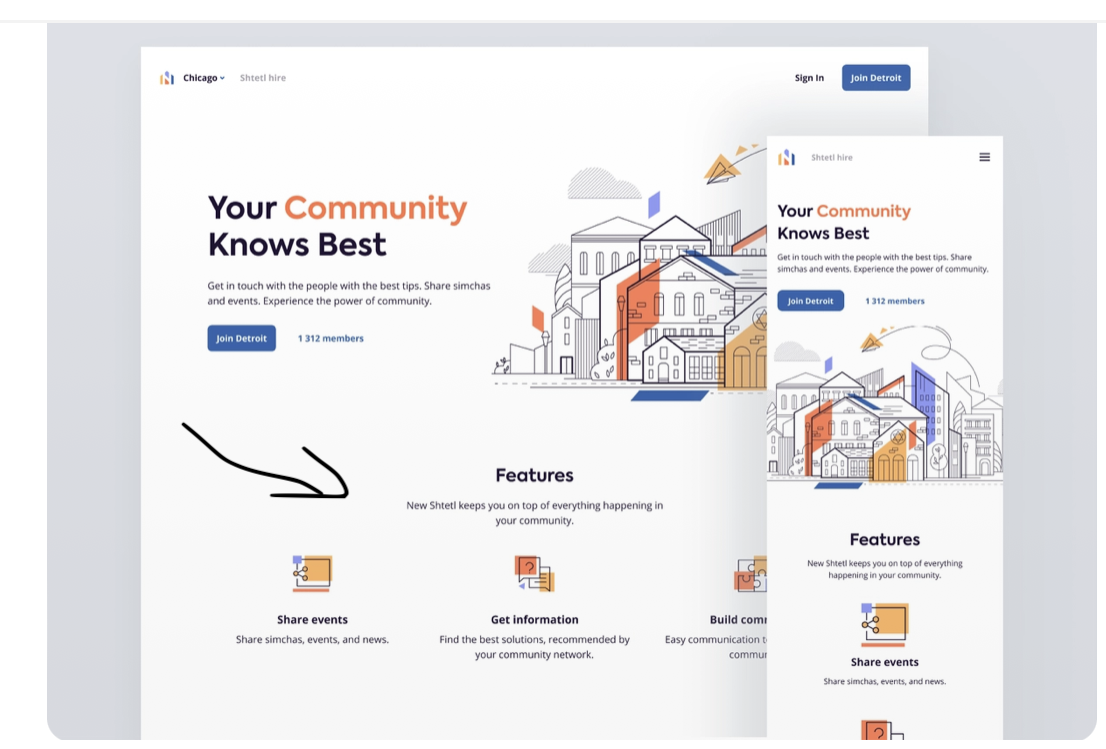 Chicago
Shtetl hire
Sign In
Join Detroit
Your Community
Knows Best
Get in touch with the people with the best tips. Share simchas
and events. Experience the power of community.
Join Detroit
1 312 members
Features
New Shtetl keeps you on top of everything happening in
your community.
Share events
Share simchas, events, and news.
Get information
Find the best solutions, recommended by
your community network.
Build
Easy communication
Shtetl hire
Your Community
Knows Best
Get in touch with the people with the best tips. Share
simchas and events. Experience the power of community.
Join Detroit
1 312 members
Features
New Shtetl keeps you on top of everything
happening in your community.
Share events
Share simchas, events, and news.